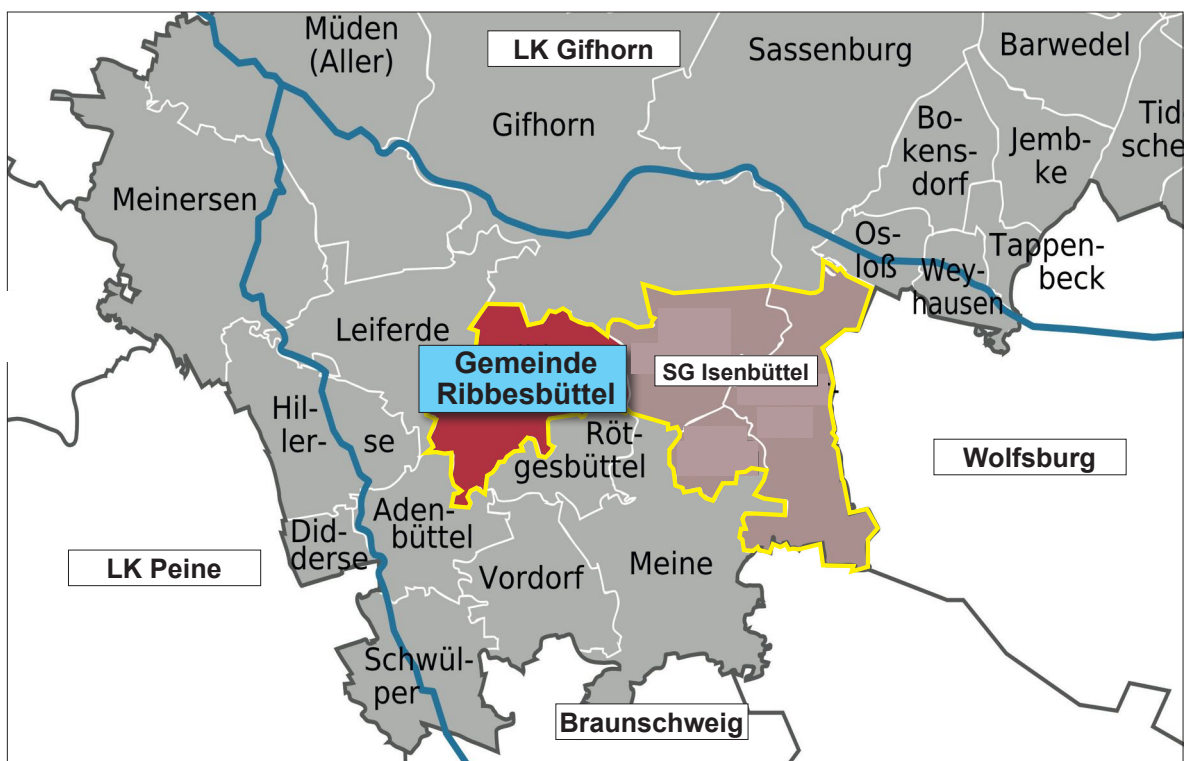 Müden
(Aller)
LK Gifhorn
Sassenburg
Barwedel
Gifhorn
Bo-
kens-
dorf
Jemb-
ke
Tid
sche
Meinersen
Os-
loß
Wey-
hausen
Tappen-
beck
Leiferde
Gemeinde
Ribbesbüttel
SG Isenbüttel
Hil-
ler-
se
Röt-
gesbüttel
Wolfsburg
Aden-
büttel
Did-
derse
LK Peine
Vordorf
Meine
Schwül-
per
Braunschweig